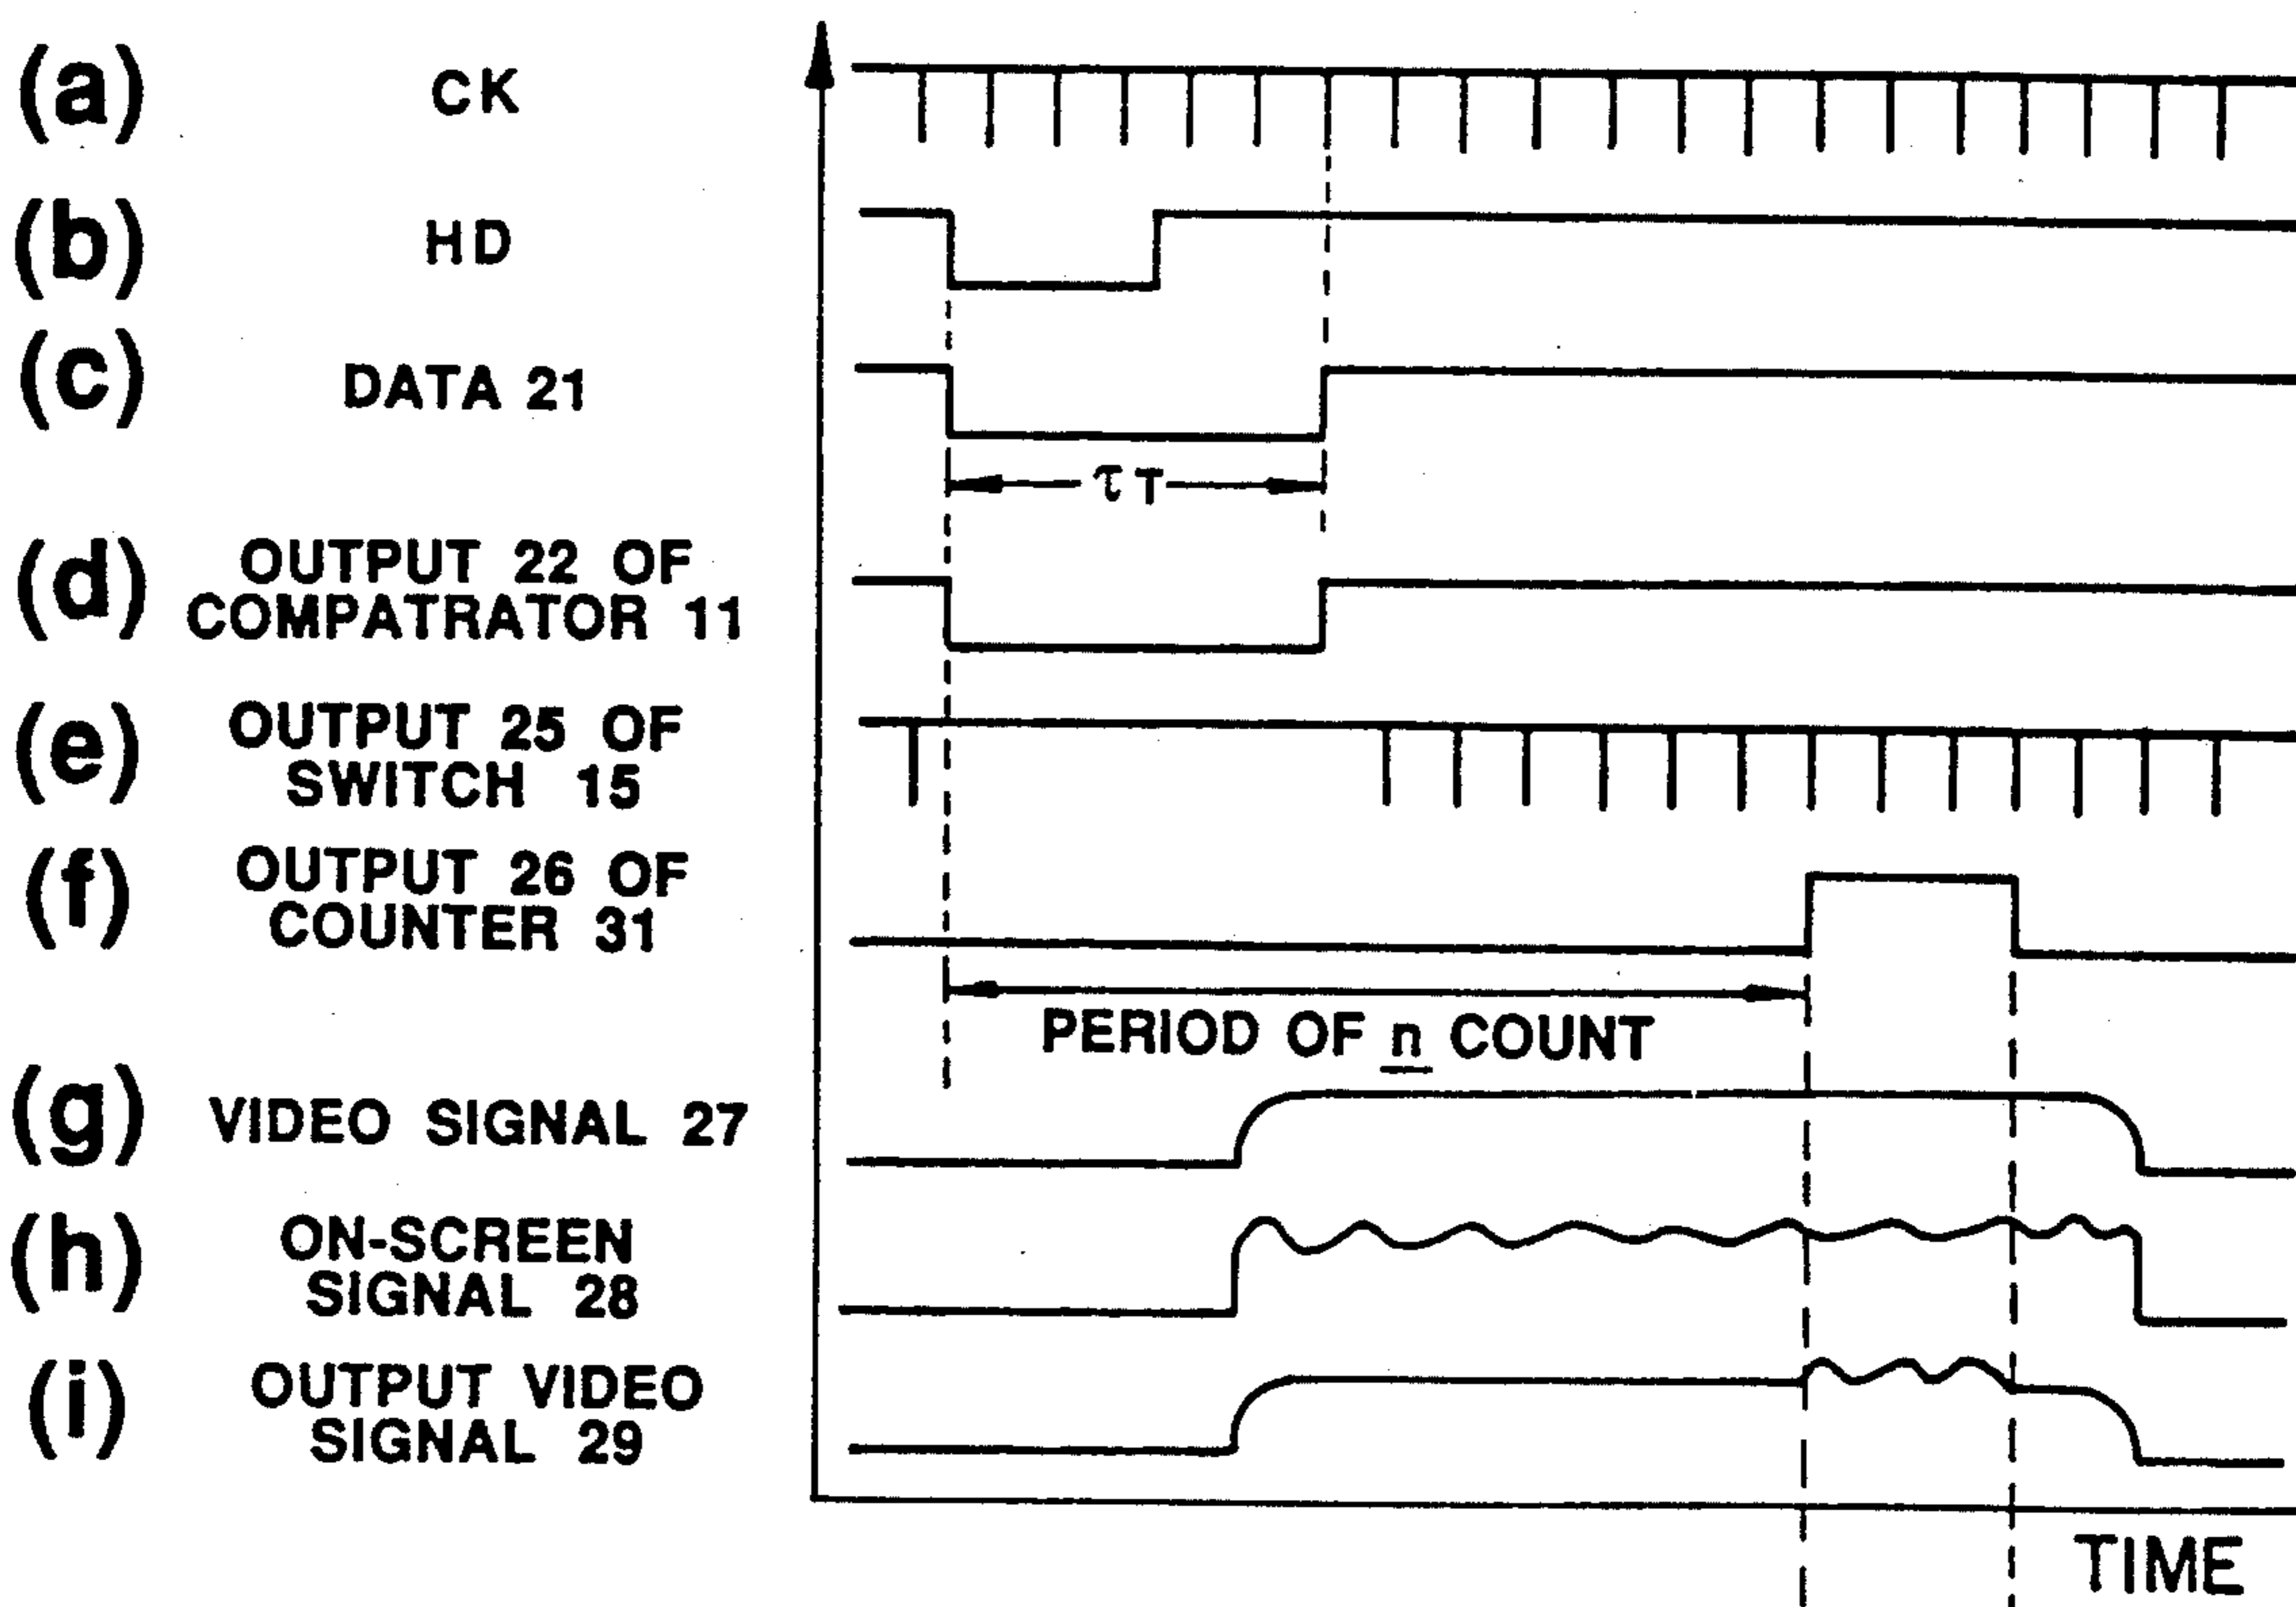 (a) CK
(b) HD
(c) DATA 21
τT
(d) OUTPUT 22 OF
COMPATRATOR 11
(e) OUTPUT 25 OF
SWITCH 15
(f) OUTPUT 26 OF
COUNTER 31
PERIOD OF n COUNT
(g) VIDEO SIGNAL 27
(h) ON-SCREEN
SIGNAL 28
(i) OUTPUT VIDEO
SIGNAL 29
TIME